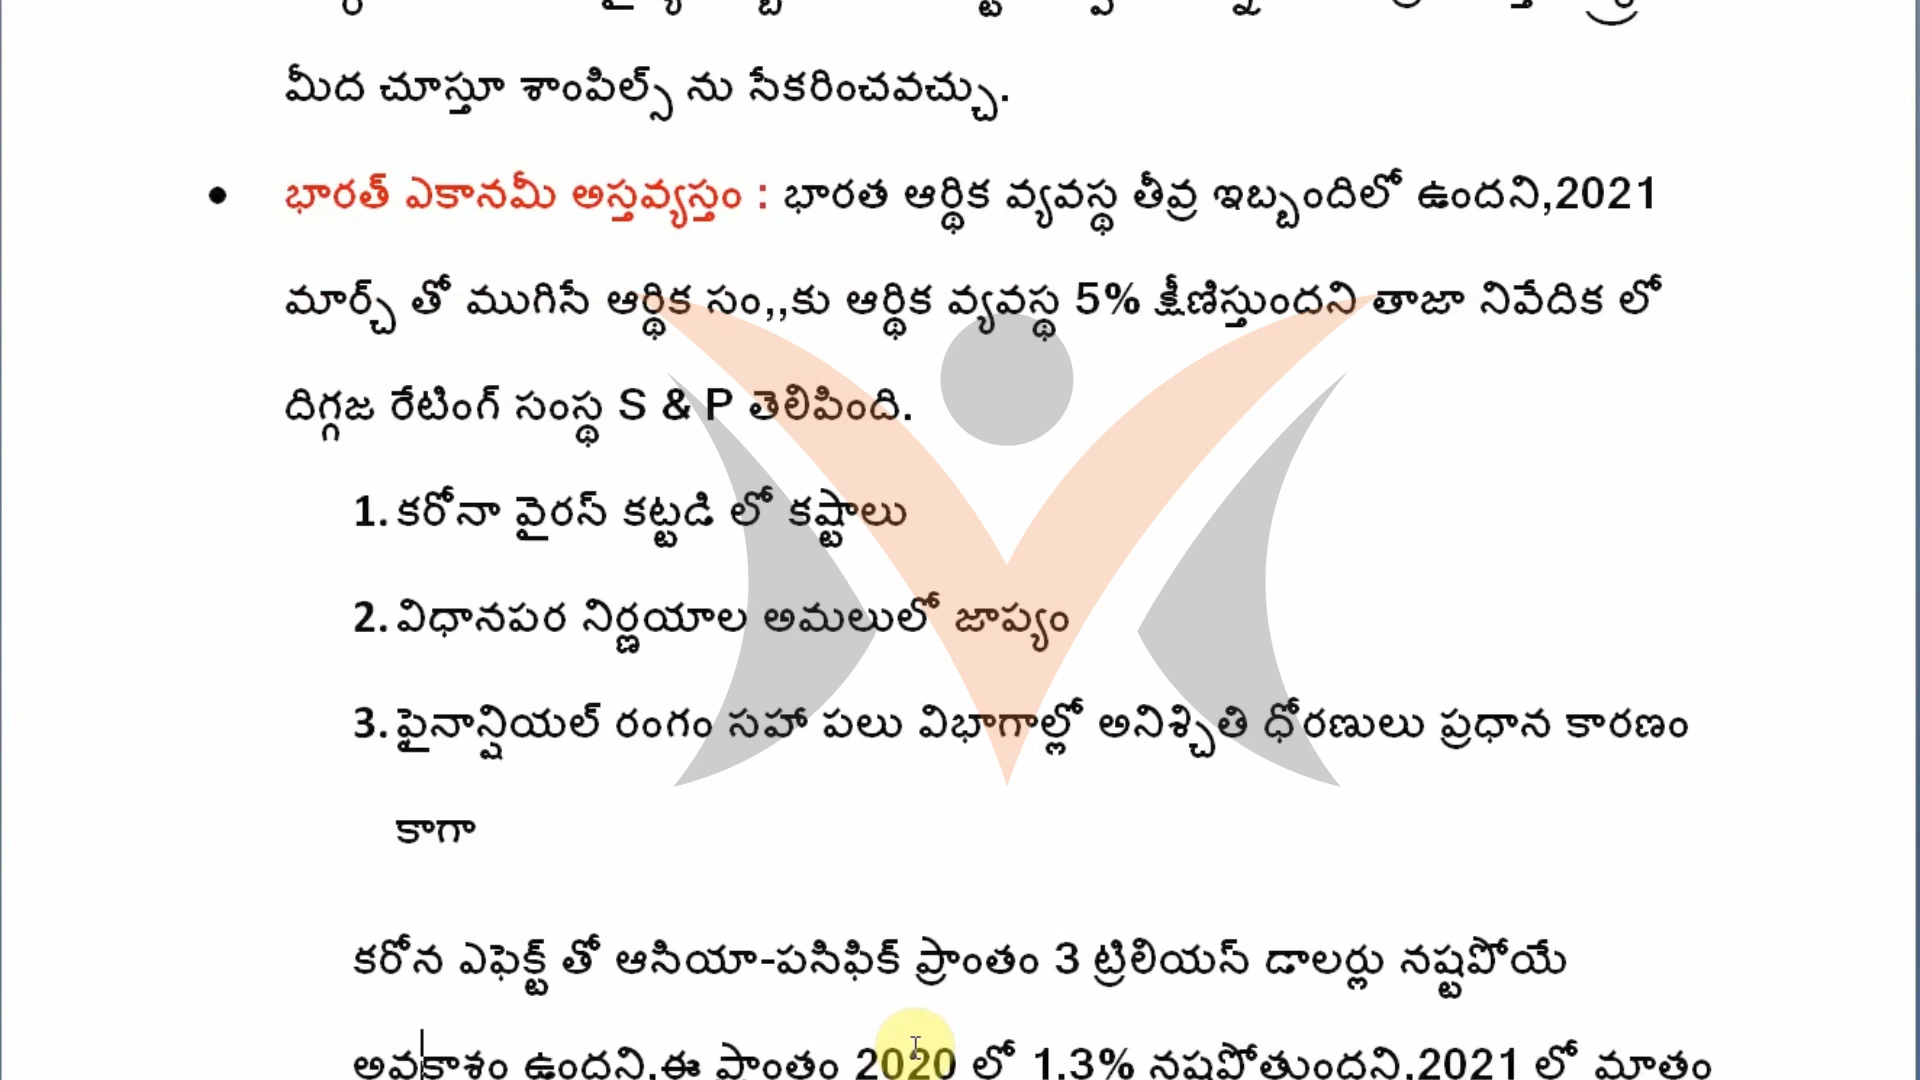 మీద చూస్తూ శాంపిల్స్ ను సేకరించవచ్చు.
• భారత్ ఎకానమీ అస్తవ్యస్తం : భారత ఆర్థిక వ్యవస్థ తీవ్ర ఇబ్బందిలో ఉందని,2021
మార్చ్ తో ముగిసే ఆర్థిక సం,,కు ఆర్థిక వ్యవస్థ 5% క్షీణిస్తుందని తాజా నివేదిక లో
దిగ్గజ రేటింగ్ సంస్థ S & P తెలిపింది.
1. కరోనా వైరస్ కట్టడి లో కష్టాలు
2. విధానపర నిర్ణయాల అమలులో జాప్యం
3. ఫైనాన్షియల్ రంగం సహా పలు విభాగాల్లో అనిశ్చితి ధోరణులు ప్రధాన కారణం
కాగా
కరోన ఎఫెక్ట్ తో ఆసియా-పసిఫిక్ ప్రాంతం 3 ట్రిలియన్ డాలర్లు నష్టపోయే
అవకాశం ఉందని,ఈ ప్రాంతం 2020 లో 1.3% నష్టపోతుందని,2021 లో మాత్రం